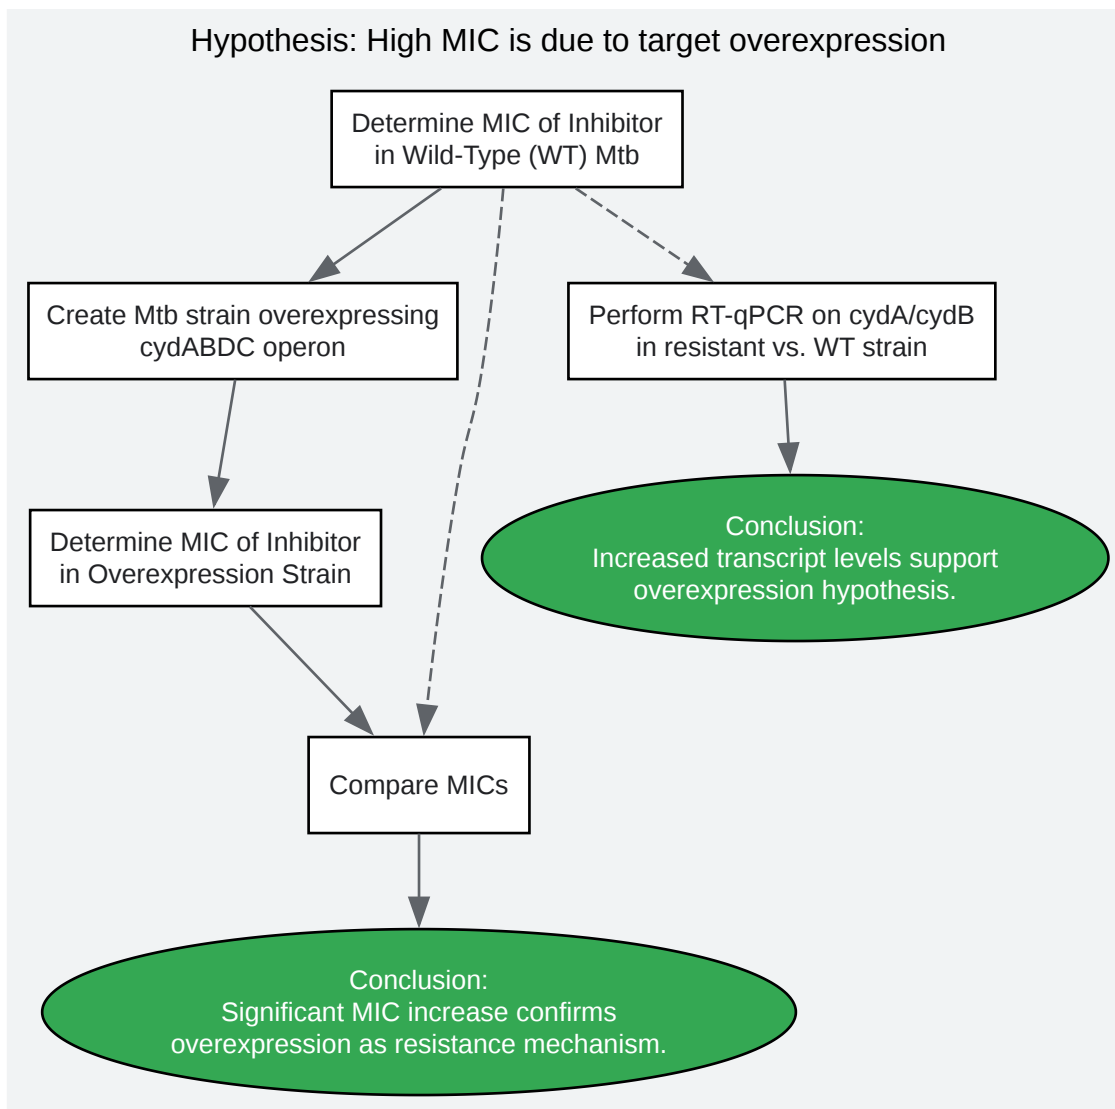 Hypothesis: High MIC is due to target overexpression
Determine MIC of Inhibitor
in Wild-Type (WT) Mtb
Create Mtb strain overexpressing
cydABDC operon
Perform RT-qPCR on cydA/cydB
in resistant vs. WT strain
Determine MIC of Inhibitor
in Overexpression Strain
Conclusion:
Increased transcript levels support
overexpression hypothesis.
Compare MICs
Conclusion:
Significant MIC increase confirms
overexpression as resistance mechanism.